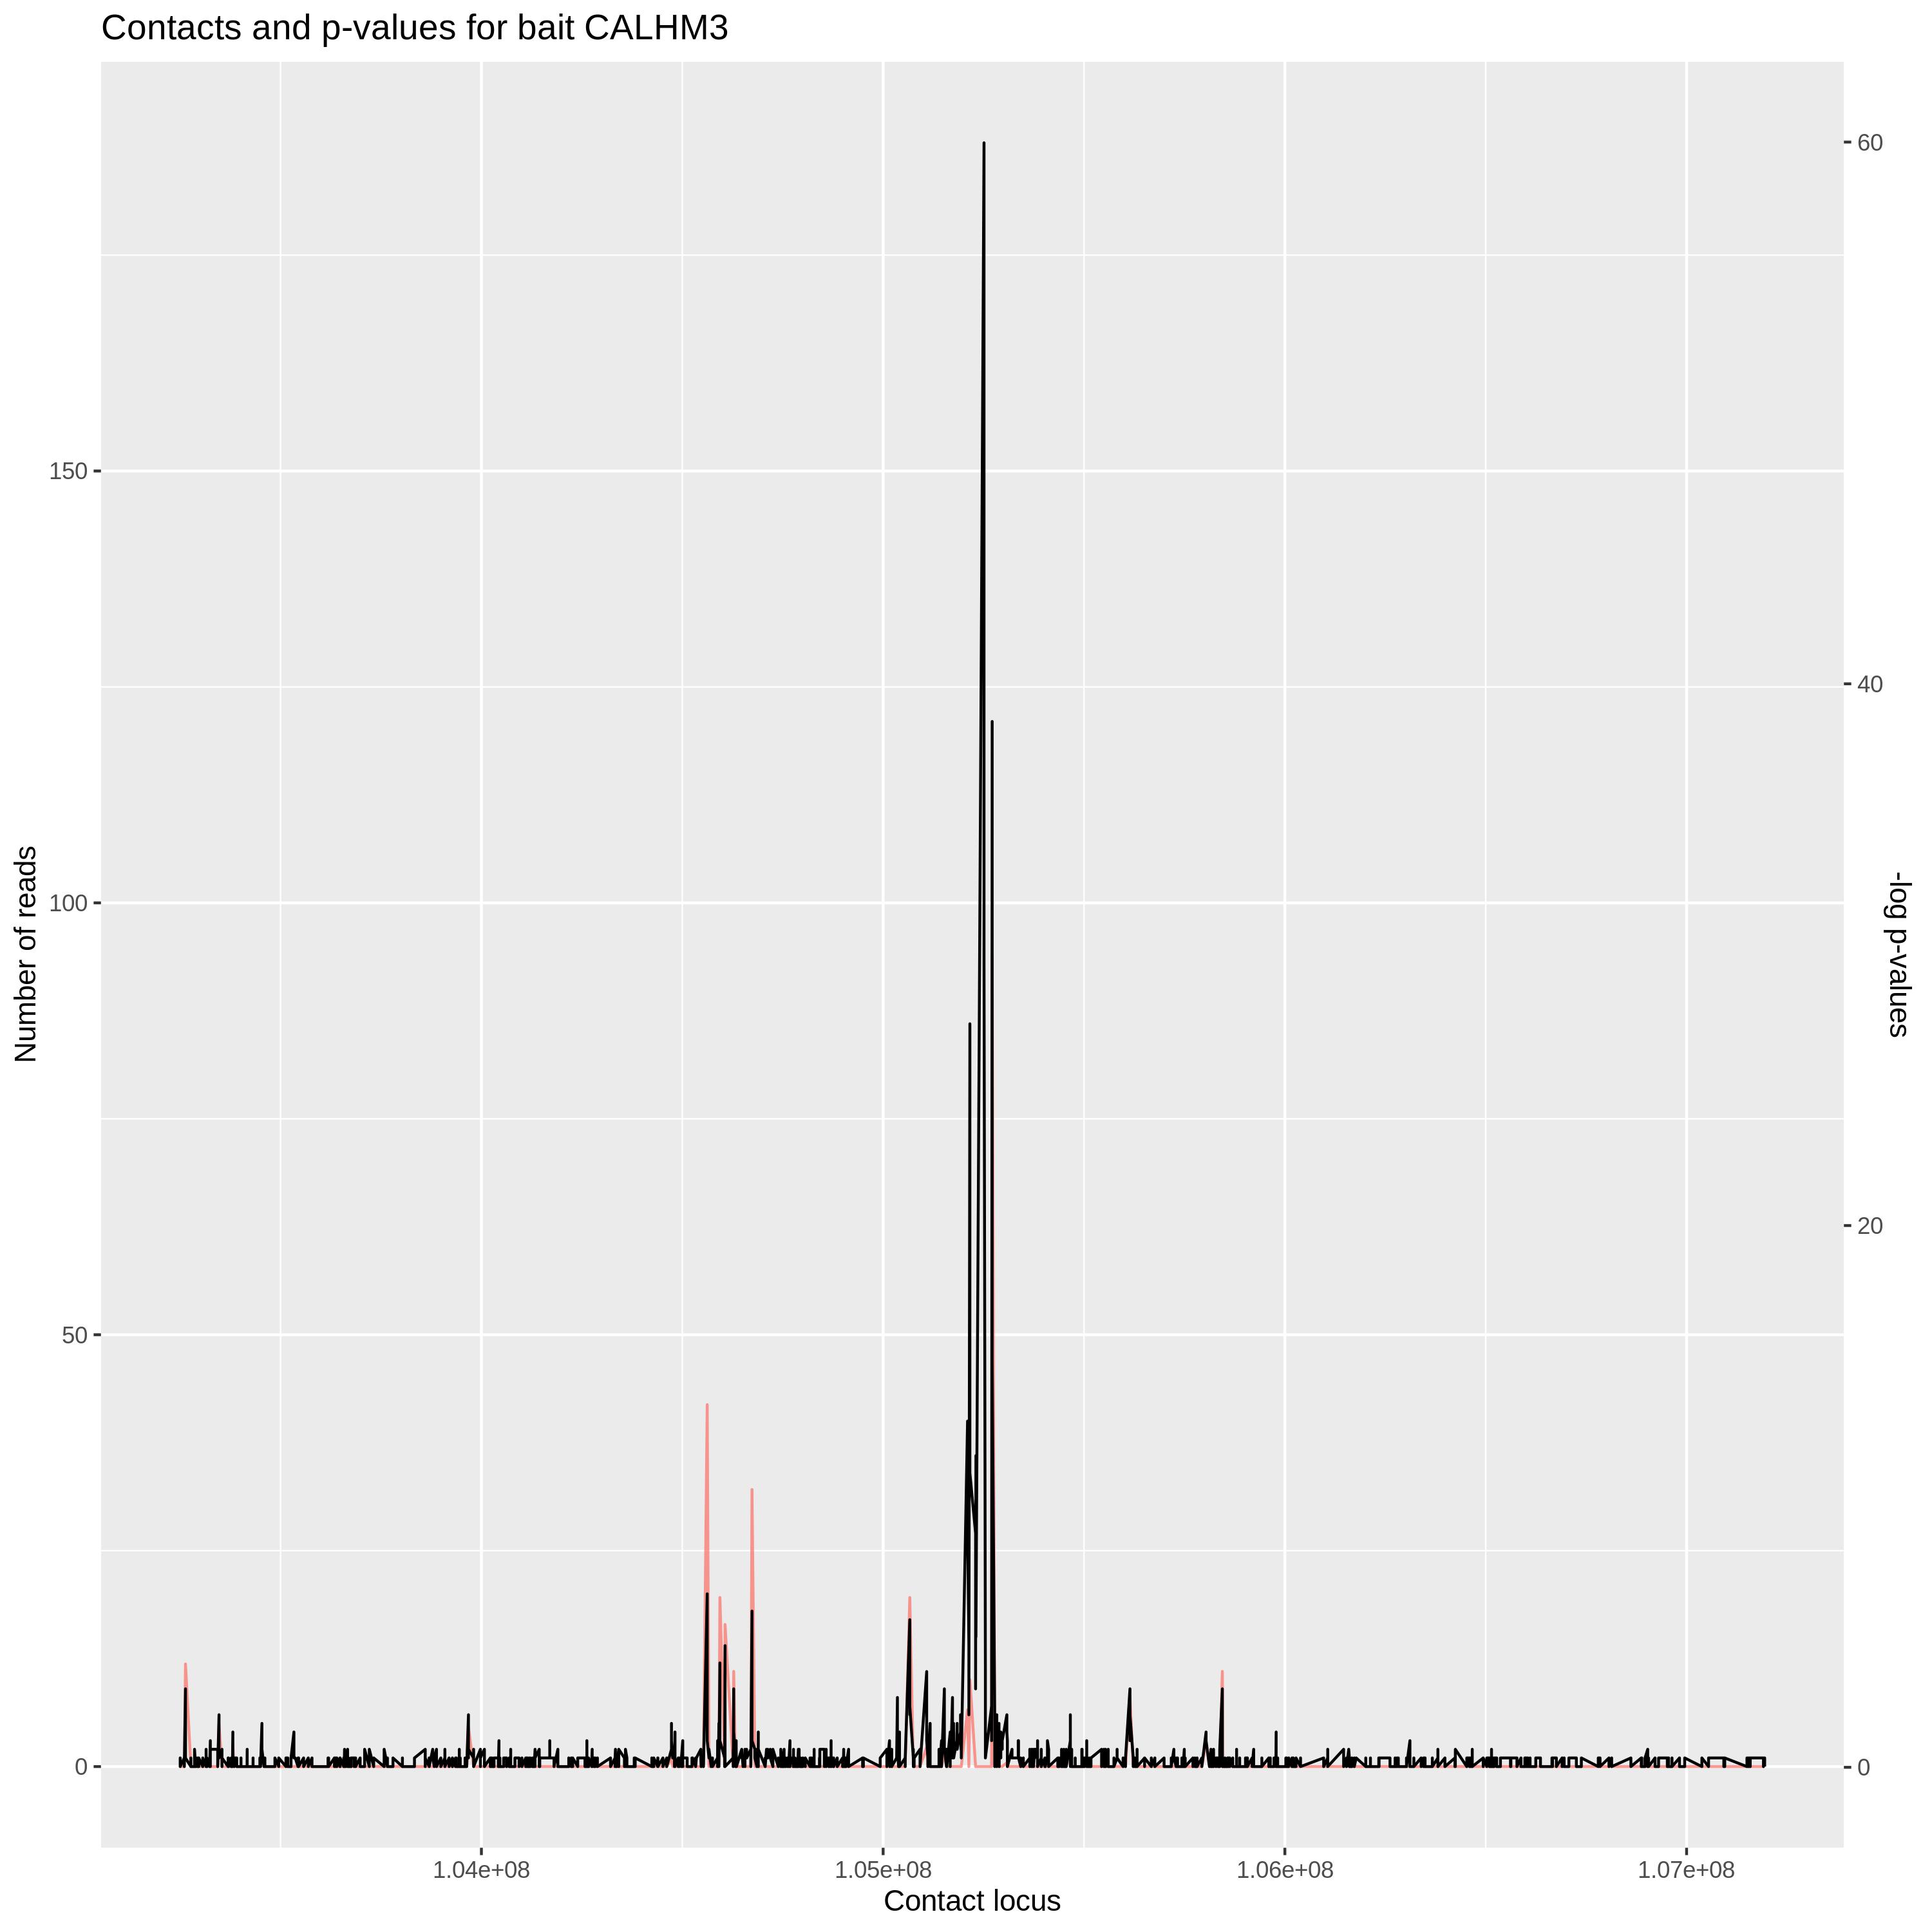 Contacts and p-values for bait CALHM3
Number of reads
150
100
50
0
60
40
20
0
-log p-values
1.04e+08 1.05e+08 1.06e+08 1.07e+08
Contact locus